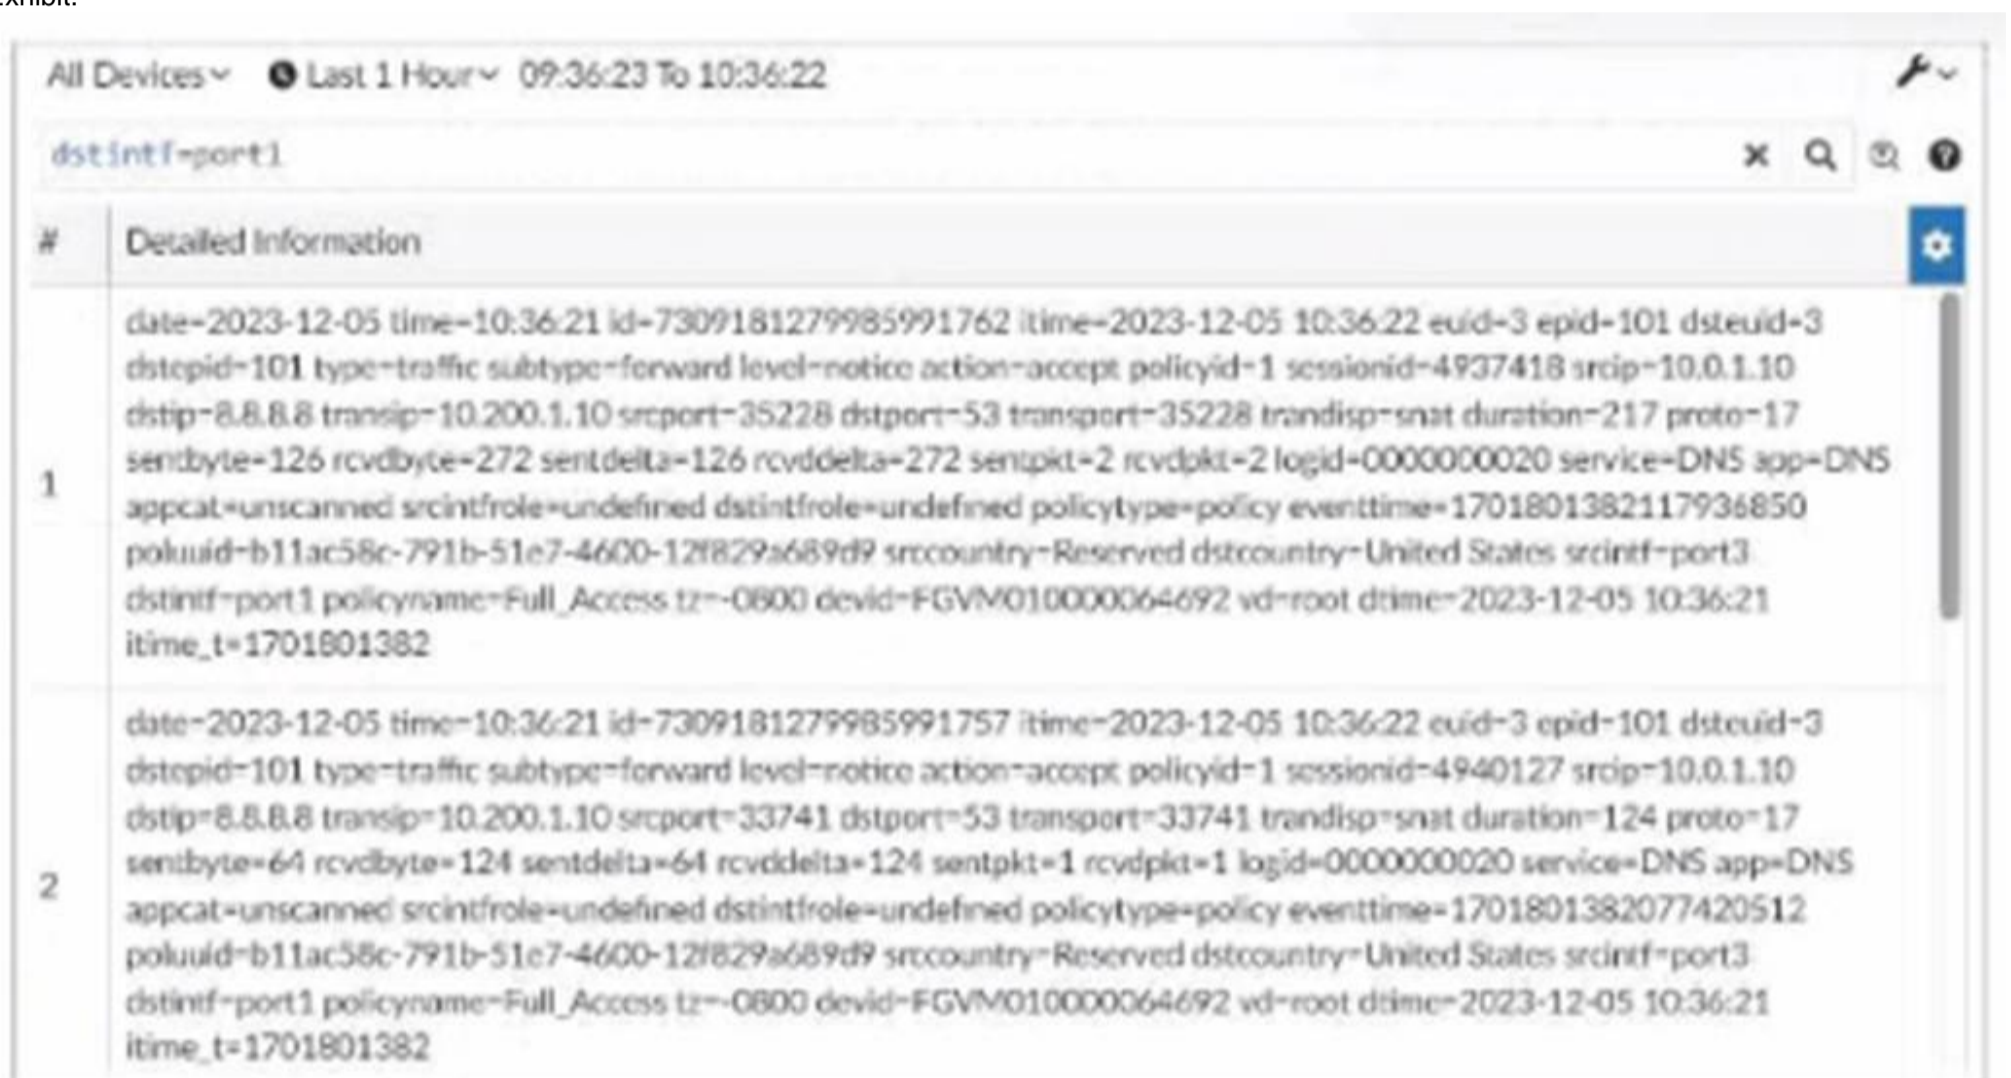 Exhibit:
All Devices Last 1 Hour 09:36:23 To 10:36:22
dstintf=port1
# Detailed Information
date=2023-12-05 time=10:36:21 id=7309181279985991762 itime=2023-12-05 10:36:22 euid=3 epid=101 dsteuid=3
dstepid=101 type=traffic subtype=forward level=notice action=accept policyid=1 sessionid=4937418 srcip=10.0.1.10
dstip=8.8.8.8 transip=10.200.1.10 srcport=35228 dstport=53 transport=35228 trandisp=snat duration=217 proto=17
sentbyte=126 rcvdbyte=272 sentdelta=126 rcvddelta=272 sentpkt=2 rcvdpkt=2 logid=0000000020 service=DNS app=DNS
1
appcat=unscanned srcintfrole=undefined dstintfrole=undefined policytype=policy eventtime=1701801382117936850
poluuid=b11ac58c-791b-51e7-4600-12f829a689d9 srccountry=Reserved dstcountry=United States srcintf=port3
dstintf=port1 policyname=Full_Access tz=-0800 devid=FGVM010000064692 vd=root dtime=2023-12-05 10:36:21
itime_t=1701801382
date=2023-12-05 time=10:36:21 id=7309181279985991757 itime=2023-12-05 10:36:22 euid=3 epid=101 dsteuid=3
dstepid=101 type=traffic subtype=forward level=notice action=accept policyid=1 sessionid=4940127 srcip=10.0.1.10
dstip=8.8.8.8 transip=10.200.1.10 srcport=33741 dstport=53 transport=33741 trandisp=snat duration=124 proto=17
sentbyte=64 rcvdbyte=124 sentdelta=64 rcvddelta=124 sentpkt=1 rcvdpkt=1 logid=0000000020 service=DNS app=DNS
2
appcat=unscanned srcintfrole=undefined dstintfrole=undefined policytype=policy eventtime=1701801382077420512
poluuid=b11ac58c-791b-51e7-4600-12f829a689d9 srccountry=Reserved dstcountry=United States srcintf=port3
dstintf=port1 policyname=Full_Access tz=-0800 devid=FGVM010000064692 vd=root dtime=2023-12-05 10:36:21
itime_t=1701801382